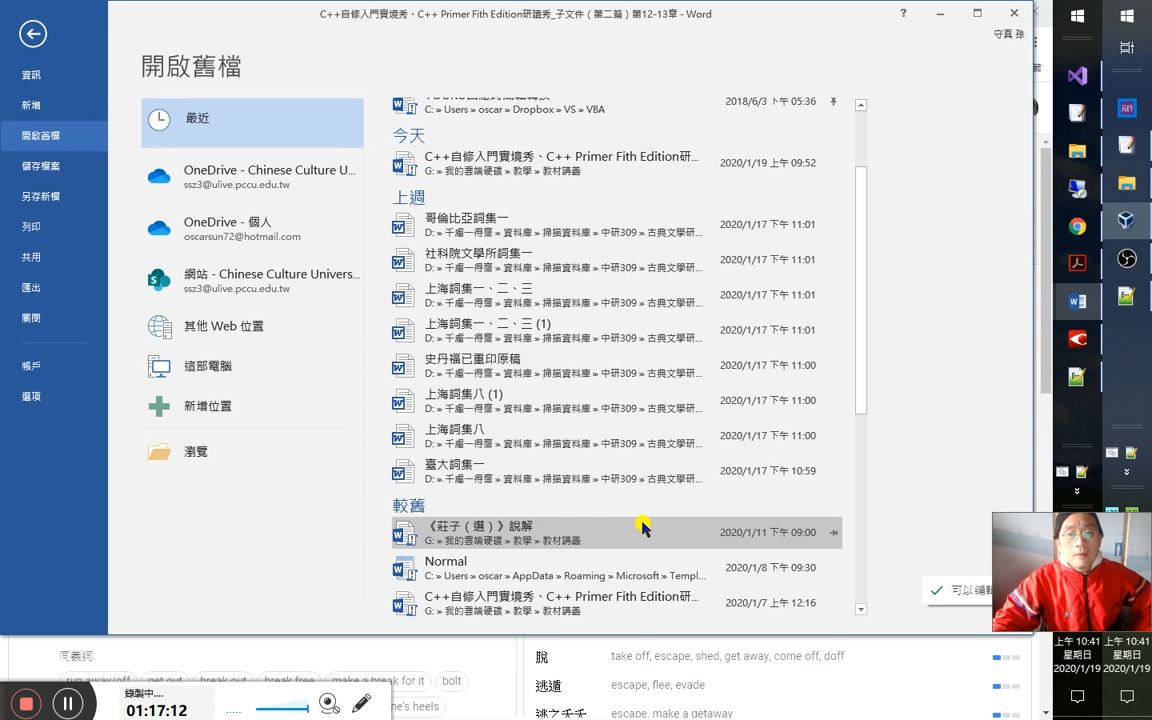 C++自修入門實境秀、C++ Primer Fith Edition研讀秀_子文件（第二篇）第12-13章 - Word
守真 孫
資訊
新增
開啟舊檔
儲存檔案
另存新檔
列印
共用
匯出
關閉
帳戶
選項
開啟舊檔
最近
OneDrive - Chinese Culture U...
ssz3@ulive.pccu.edu.tw
OneDrive - 個人
oscarsun72@hotmail.com
網站 - Chinese Culture Univers...
ssz3@ulive.pccu.edu.tw
其他 Web 位置
這部電腦
新增位置
瀏覽
2018/6/3 下午 05:36
C: » Users » oscar » Dropbox » VS » VBA
今天
C++自修入門實境秀、C++ Primer Fith Edition研...
2020/1/19 上午 09:52
G: » 我的雲端硬碟 » 教學 » 教材講義
上週
哥倫比亞詞集一
2020/1/17 下午 11:01
D: » 千慮一得齋 » 資料庫 » 掃描資料庫 » 中研309 » 古典文學研...
社科院文學所詞集一
2020/1/17 下午 11:01
D: » 千慮一得齋 » 資料庫 » 掃描資料庫 » 中研309 » 古典文學研...
上海詞集一、二、三
2020/1/17 下午 11:01
D: » 千慮一得齋 » 資料庫 » 掃描資料庫 » 中研309 » 古典文學研...
上海詞集一、二、三 (1)
2020/1/17 下午 11:01
D: » 千慮一得齋 » 資料庫 » 掃描資料庫 » 中研309 » 古典文學研...
史丹福已重印原稿
2020/1/17 下午 11:00
D: » 千慮一得齋 » 資料庫 » 掃描資料庫 » 中研309 » 古典文學研...
上海詞集八 (1)
2020/1/17 下午 11:00
D: » 千慮一得齋 » 資料庫 » 掃描資料庫 » 中研309 » 古典文學研...
上海詞集八
2020/1/17 下午 11:00
D: » 千慮一得齋 » 資料庫 » 掃描資料庫 » 中研309 » 古典文學研...
臺大詞集一
2020/1/17 下午 10:59
D: » 千慮一得齋 » 資料庫 » 掃描資料庫 » 中研309 » 古典文學研...
較舊
《莊子（選）》說解
2020/1/11 下午 09:00
G: » 我的雲端硬碟 » 教學 » 教材講義
Normal
2020/1/8 下午 09:30
C: » Users » oscar » AppData » Roaming » Microsoft » Templ...
C++自修入門實境秀、C++ Primer Fith Edition研...
2020/1/7 上午 12:16
G: » 我的雲端硬碟 » 教學 » 教材講義
可以編輯
同義詞:
run away/off
get out
break out
break free
make a break for it
bolt
ne's heels
脫 take off, escape, shed, get away, come off, doff
逃遁 escape, flee, evade
逃之夭夭 escape, make a getaway
錄製中....
01:17:12
上午 10:41
星期日
2020/1/19
上午 10:41
星期日
2020/1/19